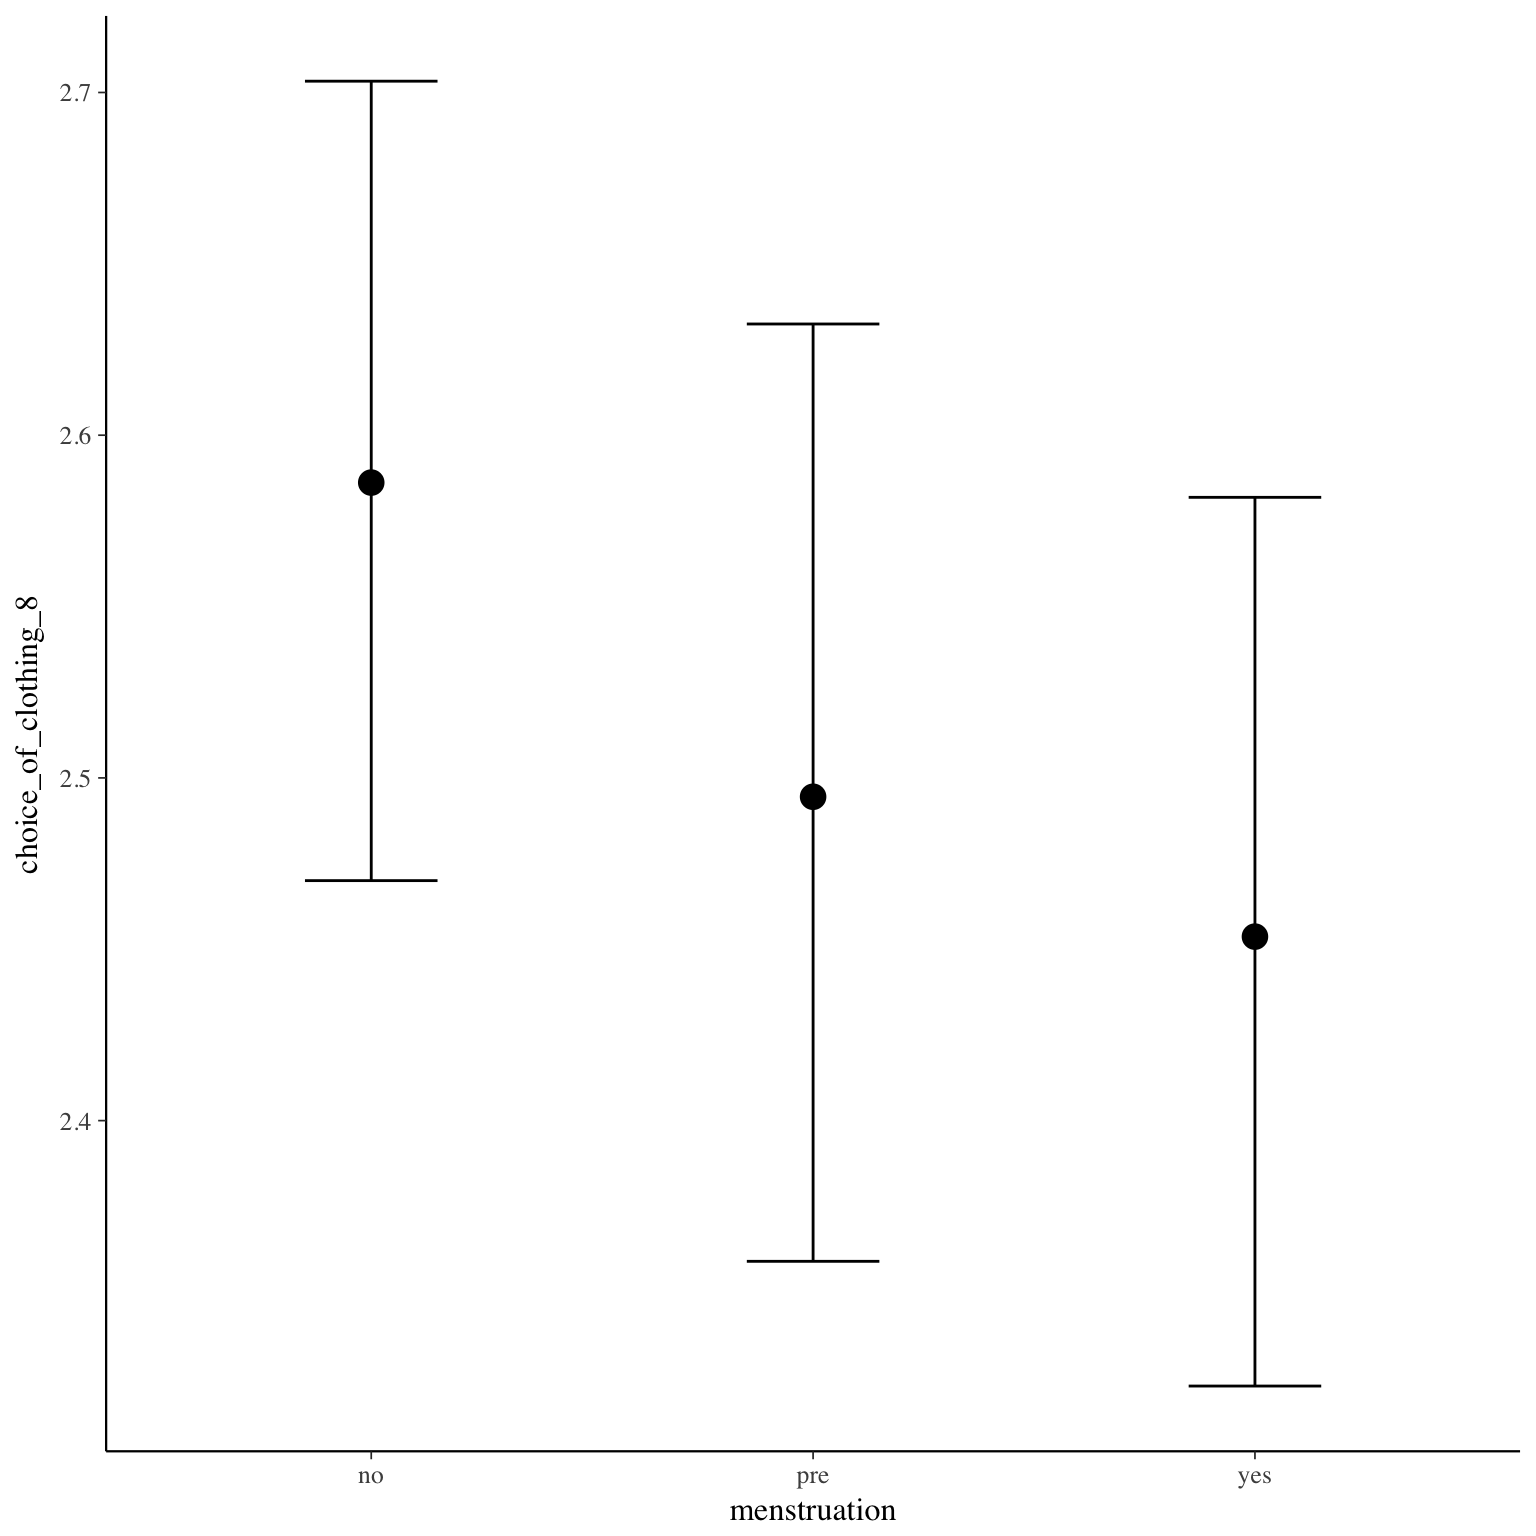 choice_of_clothing_8
2.7
2.6
2.5
2.4
no
pre
yes
menstruation